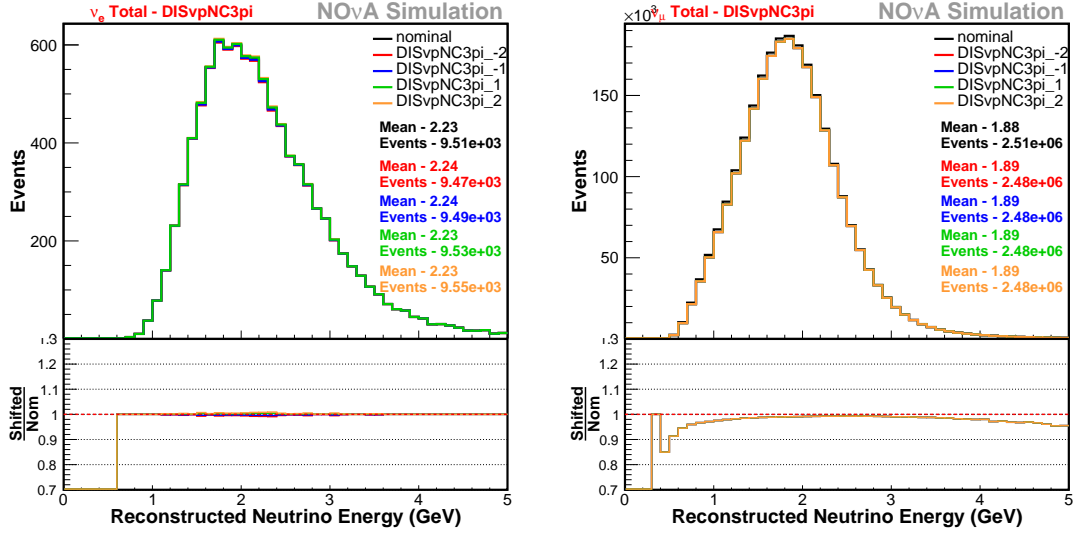 νe Total - DISvpNC3pi
NOνA Simulation
600
400
200
Events
nominal
DISvpNC3pi_-2
DISvpNC3pi_-1
DISvpNC3pi_1
DISvpNC3pi_2
Mean - 2.23
Events - 9.51e+03
Mean - 2.24
Events - 9.47e+03
Mean - 2.24
Events - 9.49e+03
Mean - 2.23
Events - 9.53e+03
Mean - 2.23
Events - 9.55e+03
1.3
1.2
1.1
1
0.9
0.8
0.7
Shifted
Nom
0 1 2 3 4 5
Reconstructed Neutrino Energy (GeV)
×10³
νμ Total - DISvpNC3pi
NOνA Simulation
150
100
50
Events
nominal
DISvpNC3pi_-2
DISvpNC3pi_-1
DISvpNC3pi_1
DISvpNC3pi_2
Mean - 1.88
Events - 2.51e+06
Mean - 1.89
Events - 2.48e+06
Mean - 1.89
Events - 2.48e+06
Mean - 1.89
Events - 2.48e+06
Mean - 1.89
Events - 2.48e+06
1.3
1.2
1.1
1
0.9
0.8
0.7
Shifted
Nom
0 1 2 3 4 5
Reconstructed Neutrino Energy (GeV)